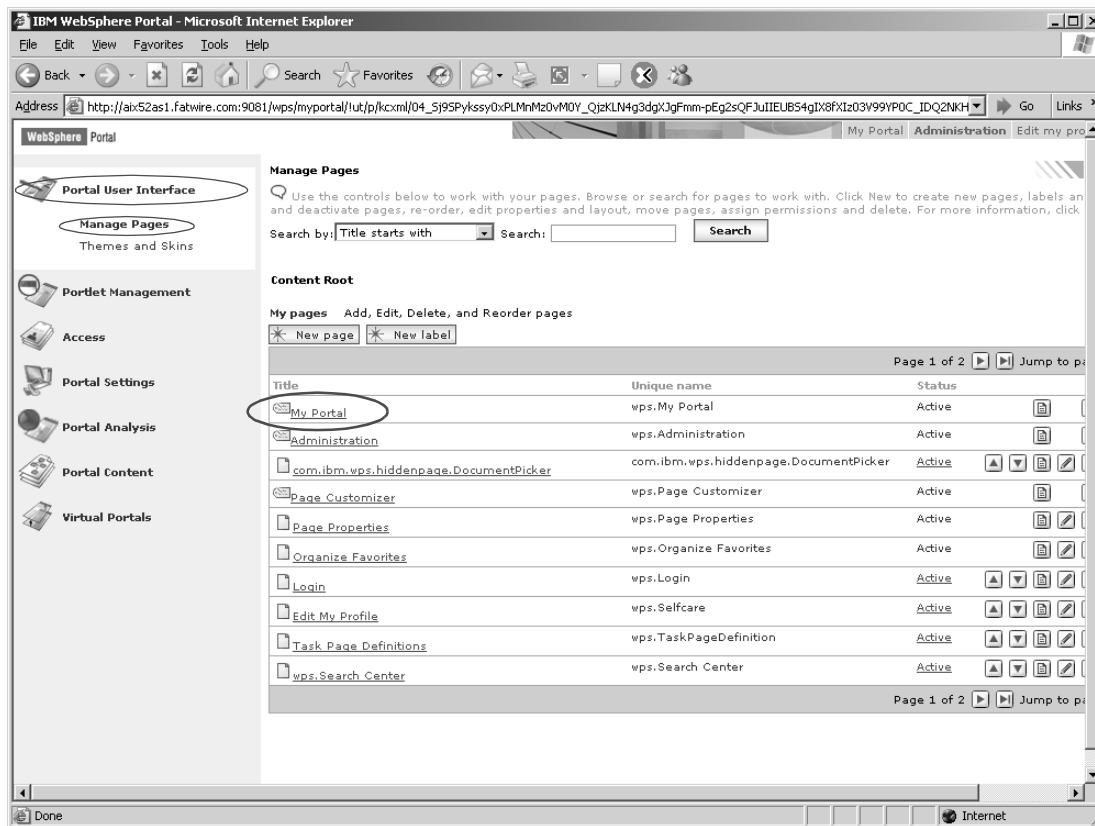 IBM WebSphere Portal - Microsoft Internet Explorer
File Edit View Favorites Tools Help
Back Search Favorites
Address http://aix52as1.fatwire.com:9081/wps/myportal/!ut/p/kcxml/04_Sj9SPykssy0xPLMnMz0vM0Y_QjzKLN4g3dgXJgFmm-pEg2sQFJuIIEUBS4gIX8fXIz03V99YP0C_IDQ2NKH Go Links
WebSphere Portal
My Portal Administration Edit my pro
Portal User Interface
Manage Pages
Themes and Skins
Portlet Management
Access
Portal Settings
Portal Analysis
Portal Content
Virtual Portals
Manage Pages
Use the controls below to work with your pages. Browse or search for pages to work with. Click New to create new pages, labels an
and deactivate pages, re-order, edit properties and layout, move pages, assign permissions and delete. For more information, click
Search by: Title starts with Search: Search
Content Root
My pages Add, Edit, Delete, and Reorder pages
New page New label
Page 1 of 2 Jump to pa
Title Unique name Status
My Portal wps.My Portal Active
Administration wps.Administration Active
com.ibm.wps.hiddenpage.DocumentPicker com.ibm.wps.hiddenpage.DocumentPicker Active
Page Customizer wps.Page Customizer Active
Page Properties wps.Page Properties Active
Organize Favorites wps.Organize Favorites Active
Login wps.Login Active
Edit My Profile wps.Selfcare Active
Task Page Definitions wps.TaskPageDefinition Active
wps.Search Center wps.Search Center Active
Page 1 of 2 Jump to pa
Done Internet